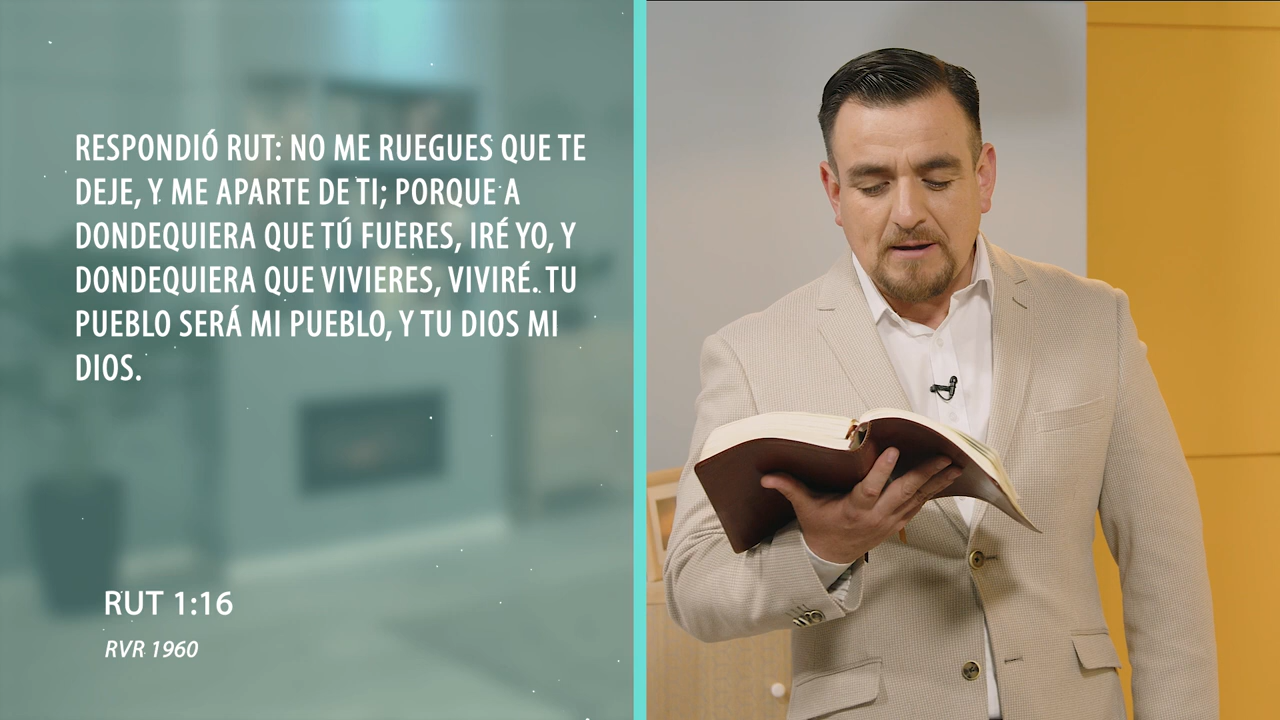 RESPONDIÓ RUT: NO ME RUEGUES QUE TE
DEJE, Y ME APARTE DE TI; PORQUE A
DONDEQUIERA QUE TÚ FUERES, IRÉ YO, Y
DONDEQUIERA QUE VIVIERES, VIVIRÉ. TU
PUEBLO SERÁ MI PUEBLO, Y TU DIOS MI
DIOS.
RUT 1:16
RVR 1960